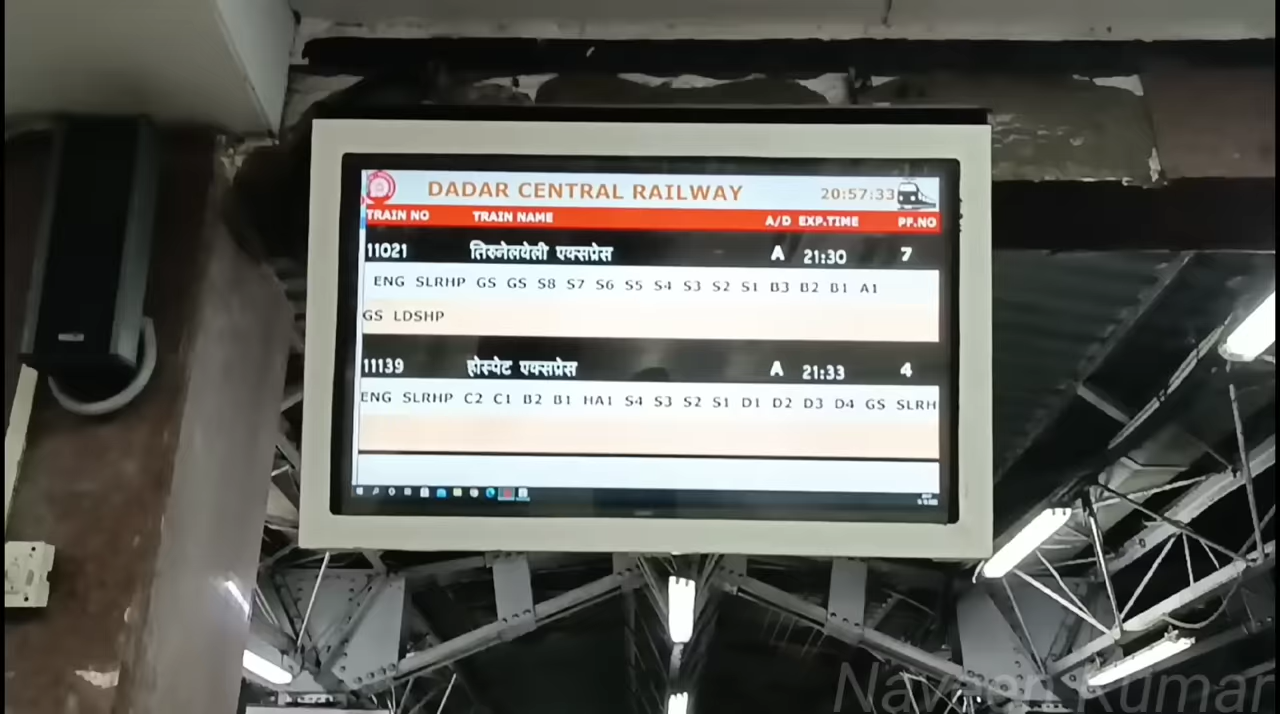 DADAR CENTRAL RAILWAY 20:57:33
TRAIN NO TRAIN NAME A/D EXP.TIME PF.NO
11021 तिरुनेलवेली एक्सप्रेस A 21:30 7
ENG SLRHP GS GS S8 S7 S6 S5 S4 S3 S2 S1 B3 B2 B1 A1
GS LDSHP
11139 होस्पेट एक्सप्रेस A 21:33 4
ENG SLRHP C2 C1 B2 B1 HA1 S4 S3 S2 S1 D1 D2 D3 D4 GS SLRH
Naveen Kumar